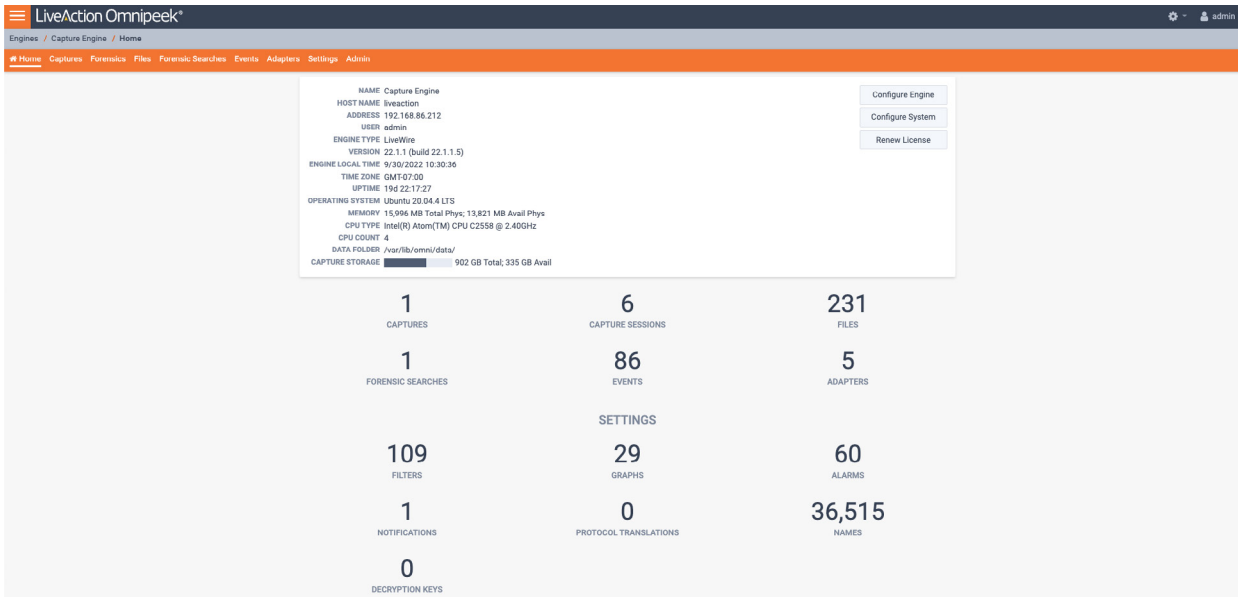 LiveAction Omnipeek®
admin
Engines / Capture Engine / Home
Home Captures Forensics Files Forensic Searches Events Adapters Settings Admin
NAME Capture Engine
Configure Engine
HOST NAME liveaction
ADDRESS 192.168.86.212
Configure System
USER admin
ENGINE TYPE LiveWire
Renew License
VERSION 22.1.1 (build 22.1.1.5)
ENGINE LOCAL TIME 9/30/2022 10:30:36
TIME ZONE GMT-07:00
UPTIME 19d 22:17:27
OPERATING SYSTEM Ubuntu 20.04.4 LTS
MEMORY 15,996 MB Total Phys; 13,821 MB Avail Phys
CPU TYPE Intel(R) Atom(TM) CPU C2558 @ 2.40GHz
CPU COUNT 4
DATA FOLDER /var/lib/omni/data/
CAPTURE STORAGE 902 GB Total; 335 GB Avail
1 6 231
CAPTURES CAPTURE SESSIONS FILES
1 86 5
FORENSIC SEARCHES EVENTS ADAPTERS
SETTINGS
109 29 60
FILTERS GRAPHS ALARMS
1 0 36,515
NOTIFICATIONS PROTOCOL TRANSLATIONS NAMES
0
DECRYPTION KEYS